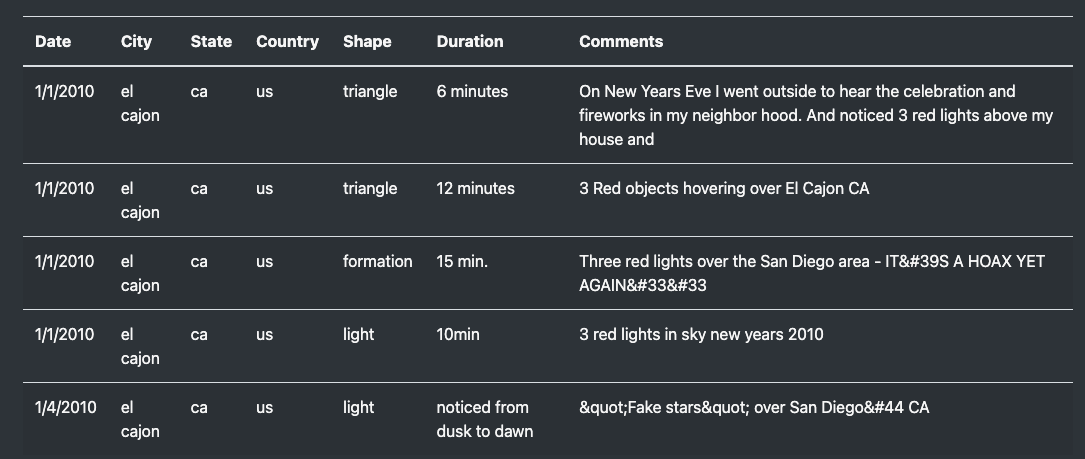 Date City State Country Shape Duration Comments
1/1/2010 el ca us triangle 6 minutes On New Years Eve I went outside to hear the celebration and
cajon fireworks in my neighbor hood. And noticed 3 red lights above my
house and
1/1/2010 el ca us triangle 12 minutes 3 Red objects hovering over El Cajon CA
cajon
1/1/2010 el ca us formation 15 min. Three red lights over the San Diego area - IT&#39S A HOAX YET
cajon AGAIN&#33&#33
1/1/2010 el ca us light 10min 3 red lights in sky new years 2010
cajon
1/4/2010 el ca us light noticed from &quot;Fake stars&quot; over San Diego&#44 CA
cajon dusk to dawn